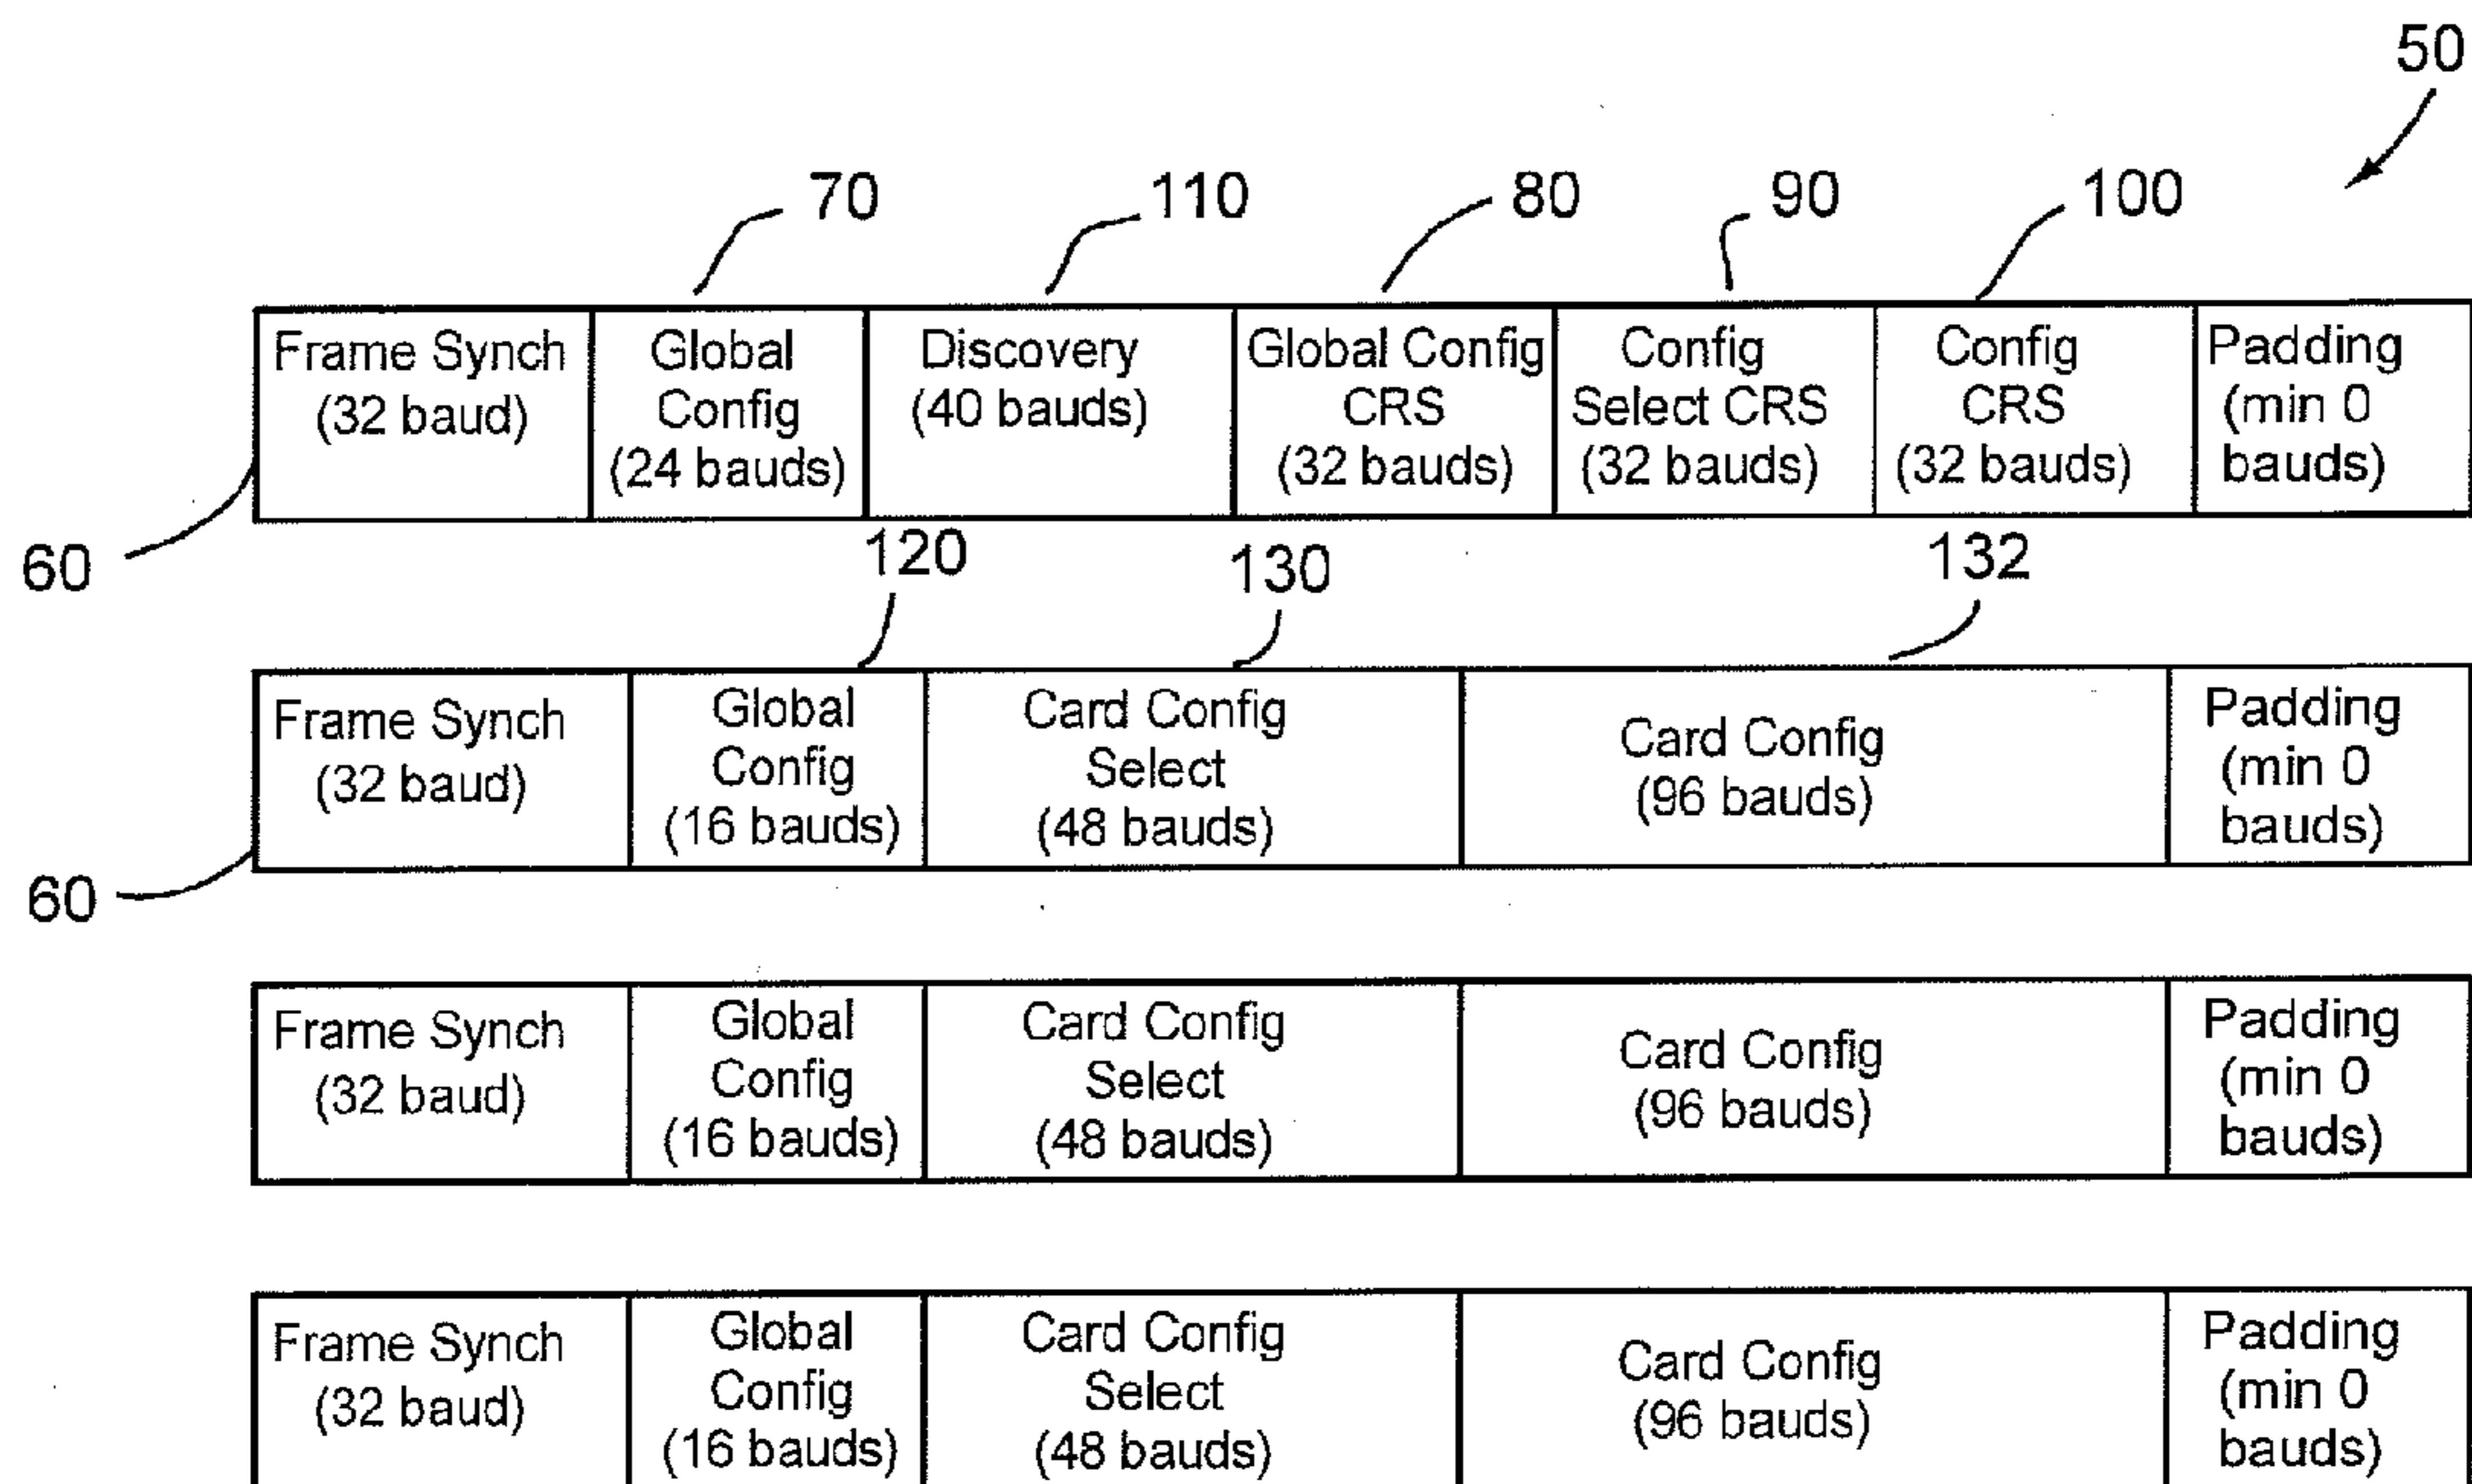 50
70
110
80
90
100
Frame Synch
(32 baud)
Global
Config
(24 bauds)
Discovery
(40 bauds)
Global Config
CRS
(32 bauds)
Config
Select CRS
(32 bauds)
Config
CRS
(32 bauds)
Padding
(min 0
bauds)
60
120
130
132
Frame Synch
(32 baud)
Global
Config
(16 bauds)
Card Config
Select
(48 bauds)
Card Config
(96 bauds)
Padding
(min 0
bauds)
60
Frame Synch
(32 baud)
Global
Config
(16 bauds)
Card Config
Select
(48 bauds)
Card Config
(96 bauds)
Padding
(min 0
bauds)
Frame Synch
(32 baud)
Global
Config
(16 bauds)
Card Config
Select
(48 bauds)
Card Config
(96 bauds)
Padding
(min 0
bauds)